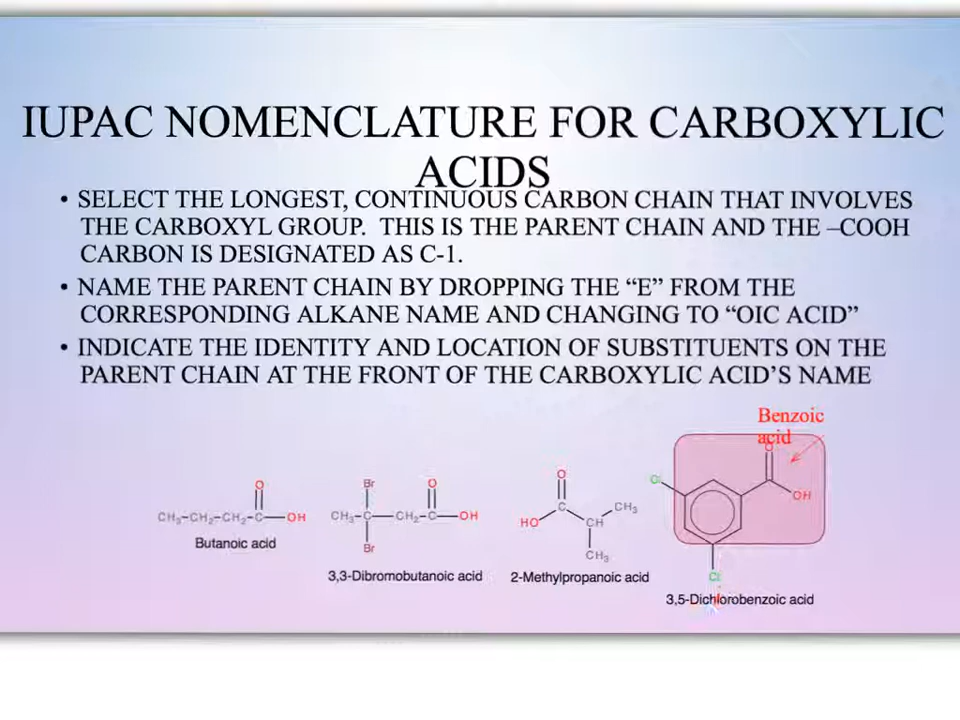 IUPAC NOMENCLATURE FOR CARBOXYLIC
ACIDS
• SELECT THE LONGEST, CONTINUOUS CARBON CHAIN THAT INVOLVES
THE CARBOXYL GROUP. THIS IS THE PARENT CHAIN AND THE –COOH
CARBON IS DESIGNATED AS C-1.
• NAME THE PARENT CHAIN BY DROPPING THE “E” FROM THE
CORRESPONDING ALKANE NAME AND CHANGING TO “OIC ACID”
• INDICATE THE IDENTITY AND LOCATION OF SUBSTITUENTS ON THE
PARENT CHAIN AT THE FRONT OF THE CARBOXYLIC ACID’S NAME
O
CH₃–CH₂–CH₂–C–OH
Butanoic acid
Br O
CH₃–C–CH₂–C–OH
Br
3,3-Dibromobutanoic acid
O
HO C CH CH₃
CH₃
2-Methylpropanoic acid
Benzoic
acid
O
Cl C OH
Cl
3,5-Dichlorobenzoic acid